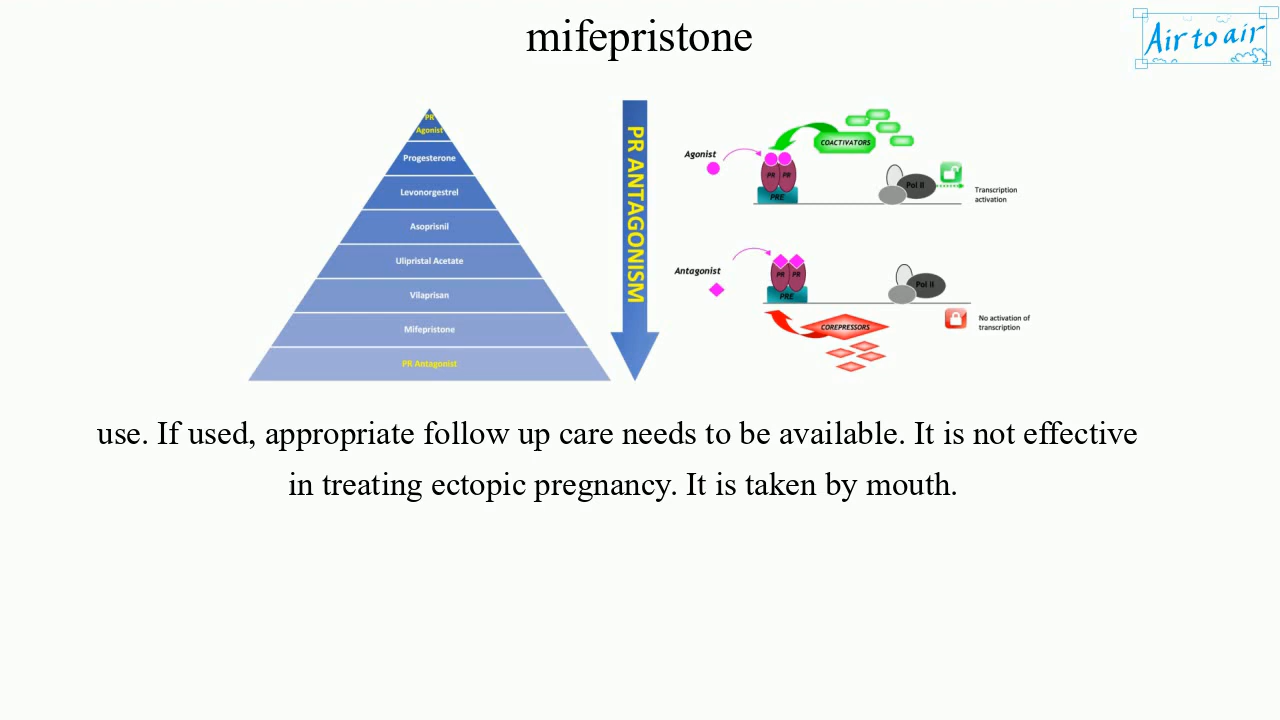 mifepristone
Air to air
PR
Agonist
Progesterone
Levonorgestrel
Asoprisnil
Ulipristal Acetate
Vilaprisan
Mifepristone
PR Antagonist
PR ANTAGONISM
Agonist
COACTIVATORS
PR PR
PRE
Pol II
Transcription
activation
Antagonist
PR PR
PRE
Pol II
COREPRESSORS
No activation of
transcription
use. If used, appropriate follow up care needs to be available. It is not effective
in treating ectopic pregnancy. It is taken by mouth.